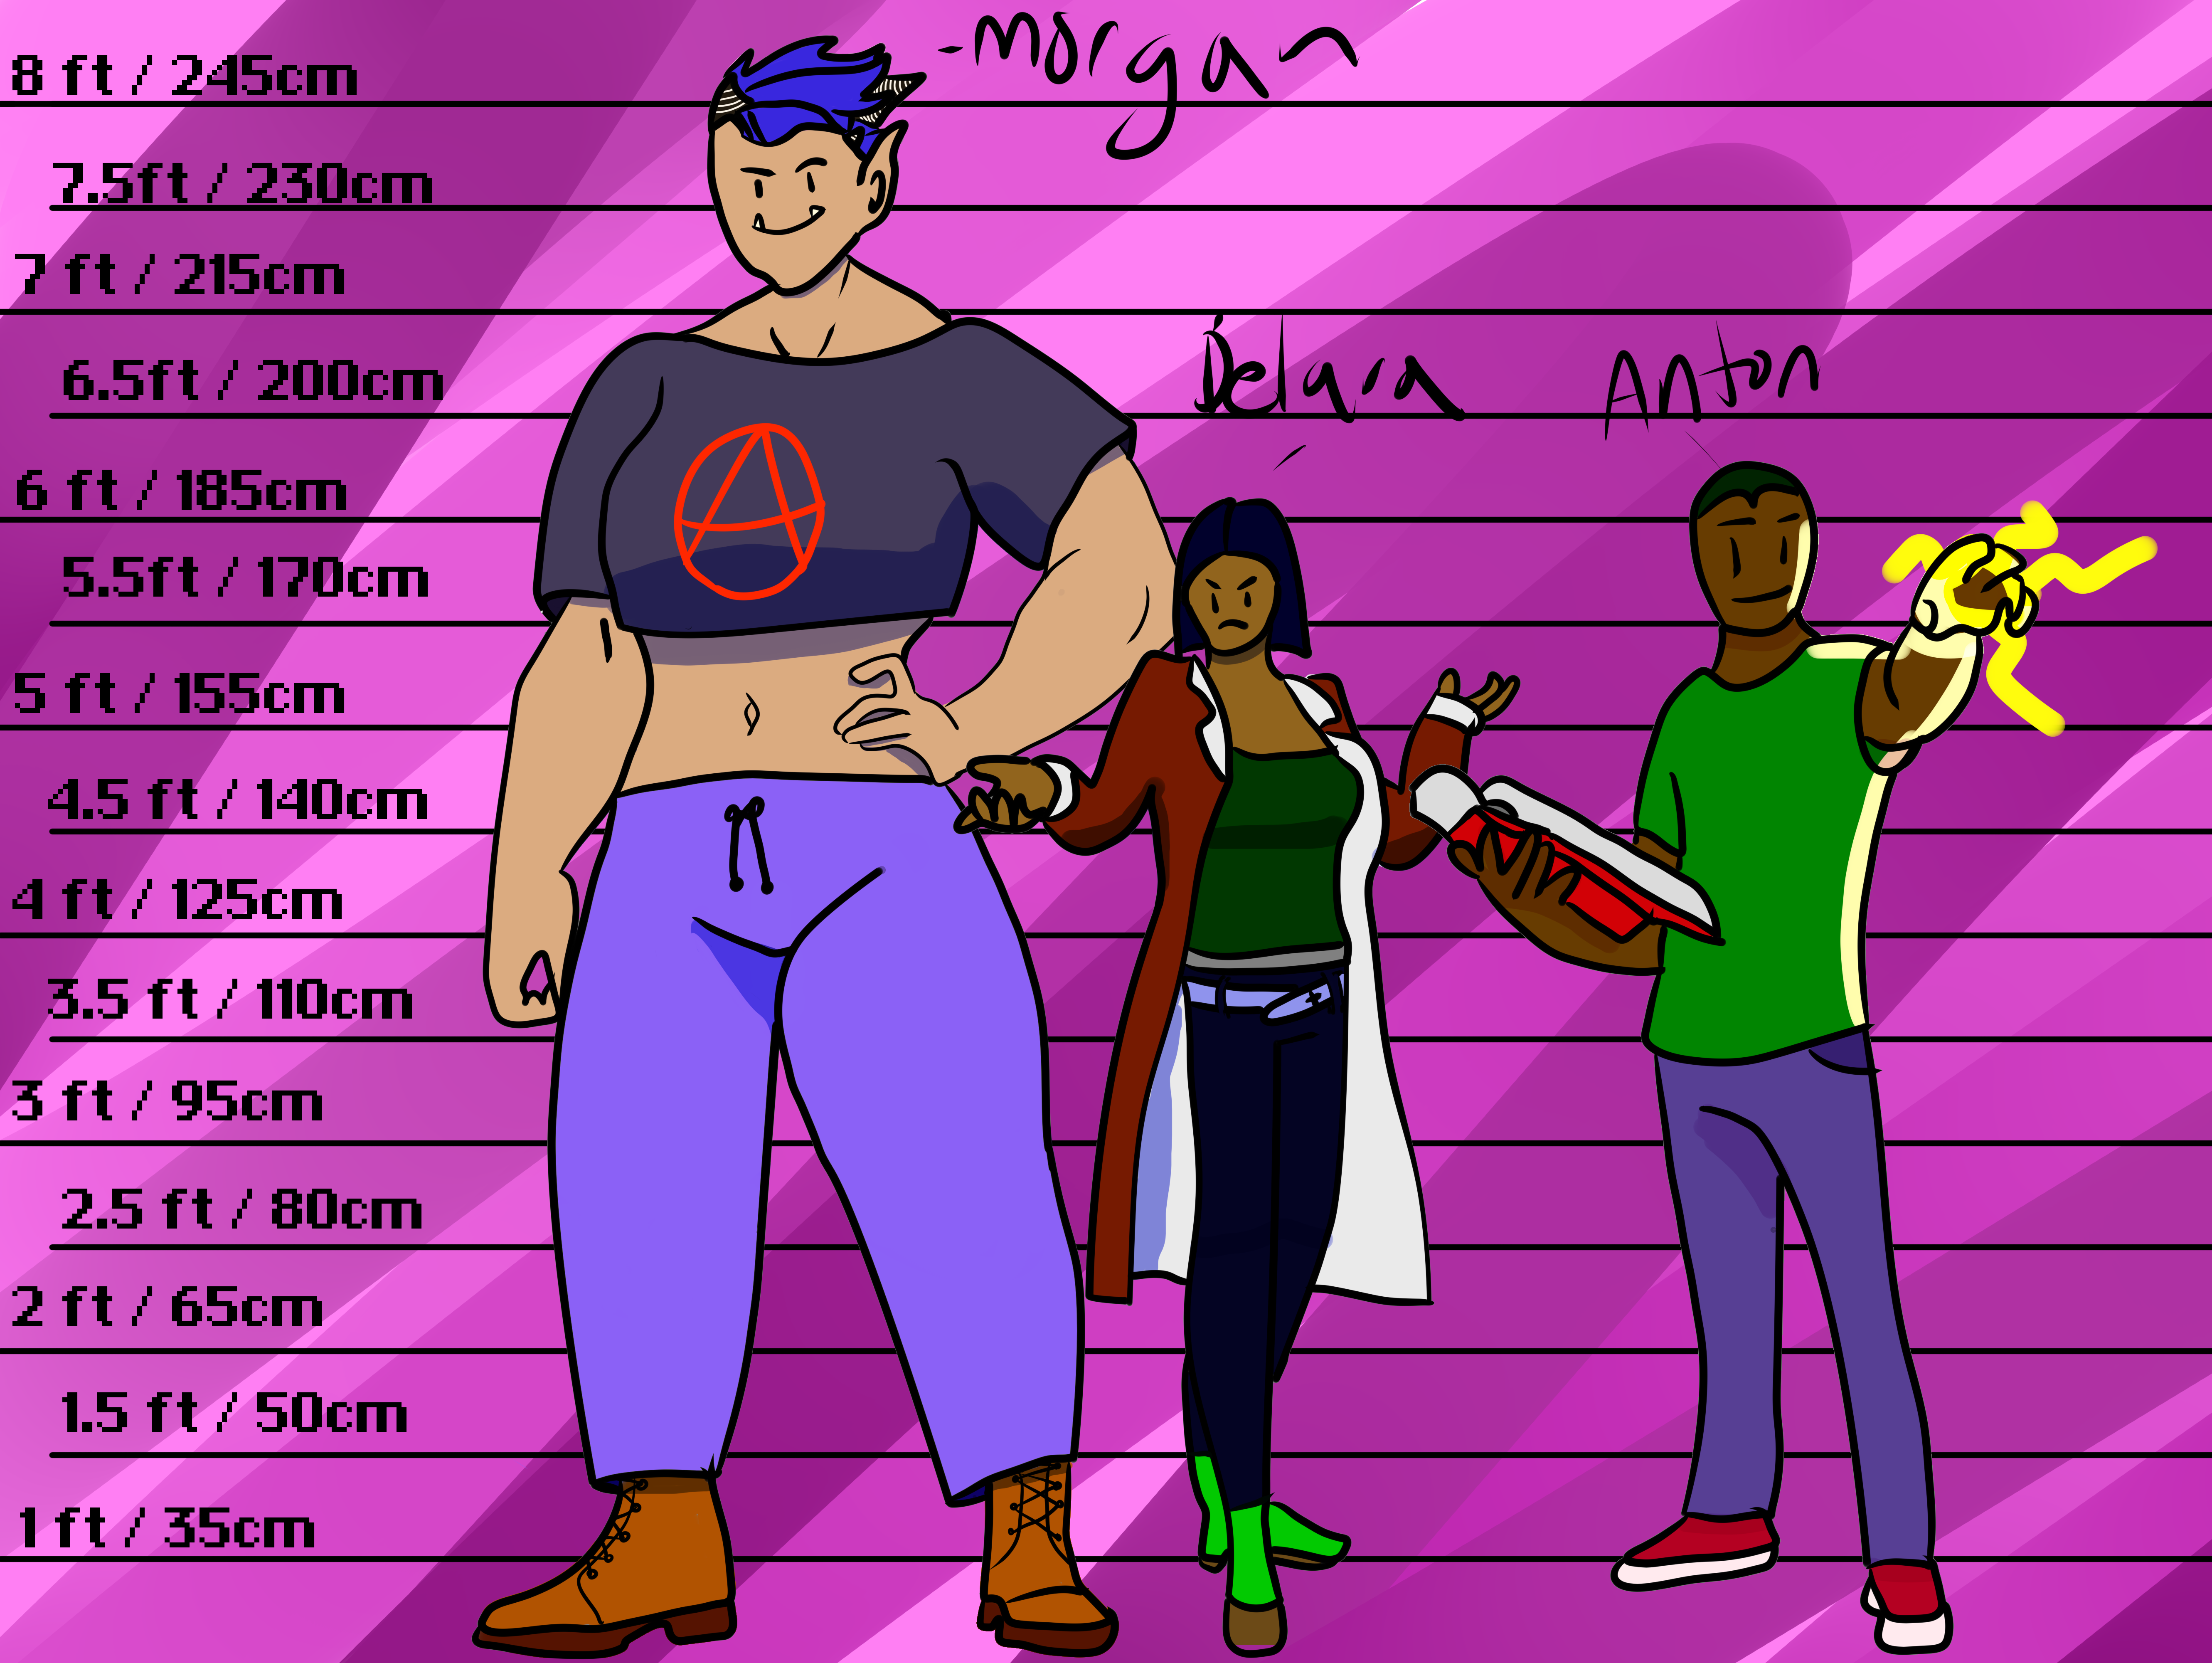 -morgan
8 ft / 245cm
7.5ft / 230cm
7 ft / 215cm
Delara Anton
6.5ft / 200cm
6 ft / 185cm
A
5.5ft / 170cm
5 ft / 155cm
4.5 ft / 140cm
4 ft / 125cm
3.5 ft / 110cm
3 ft / 95cm
2.5 ft / 80cm
2 ft / 65cm
1.5 ft / 50cm
1 ft / 35cm